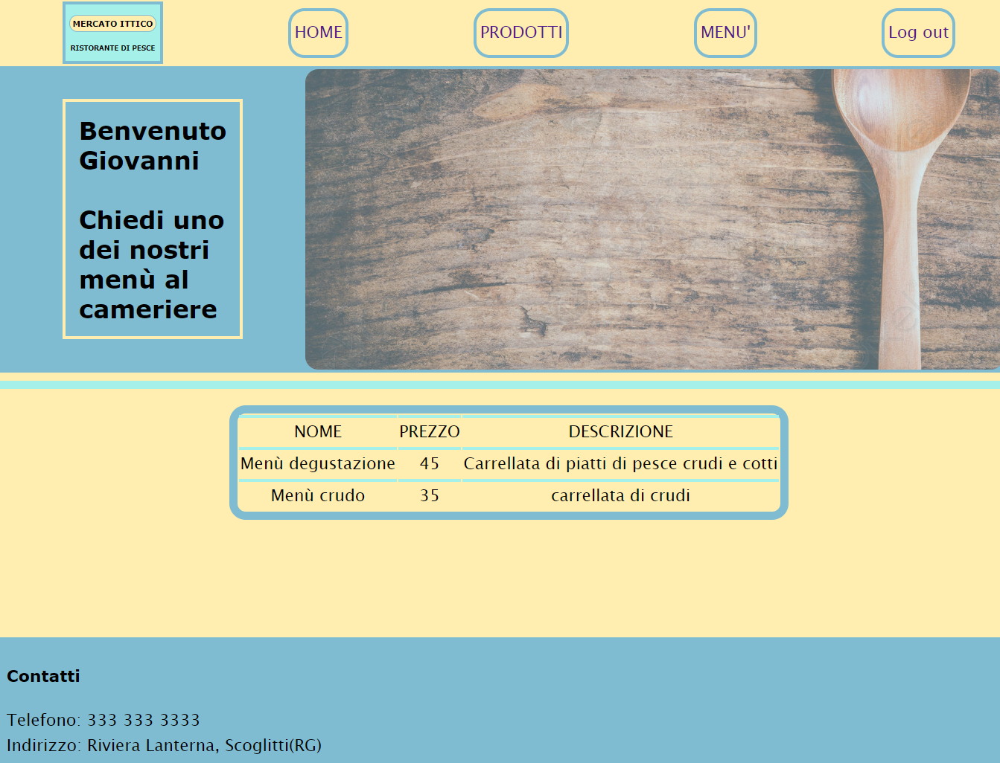 MERCATO ITTICO
RISTORANTE DI PESCE
HOME
PRODOTTI
MENU'
Log out
Benvenuto
Giovanni
Chiedi uno
dei nostri
menù al
cameriere
NOME PREZZO DESCRIZIONE
Menù degustazione 45 Carrellata di piatti di pesce crudi e cotti
Menù crudo 35 carrellata di crudi
Contatti
Telefono: 333 333 3333
Indirizzo: Riviera Lanterna, Scoglitti(RG)